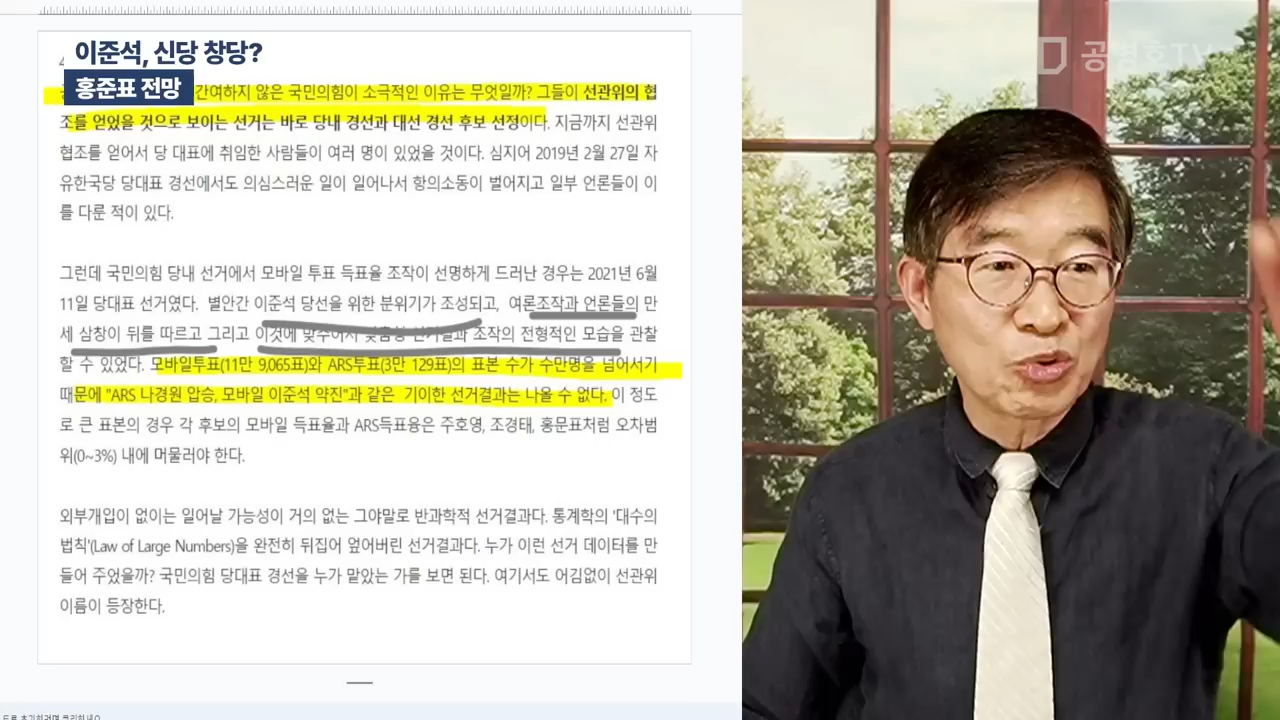 이준석, 신당 창당?
홍준표 전망
공병호TV
간여하지 않은 국민의힘이 소극적인 이유는 무엇일까? 그들이 선관위의 협
조를 얻었을 것으로 보이는 선거는 바로 당내 경선과 대선 경선 후보 선정이다. 지금까지 선관위
협조를 얻어서 당 대표에 취임한 사람들이 여러 명이 있었을 것이다. 심지어 2019년 2월 27일 자
유한국당 당대표 경선에서도 의심스러운 일이 일어나서 항의소동이 벌어지고 일부 언론들이 이
를 다룬 적이 있다.
그런데 국민의힘 당내 선거에서 모바일 투표 득표율 조작이 선명하게 드러난 경우는 2021년 6월
11일 당대표 선거였다. 별안간 이준석 당선을 위한 분위기가 조성되고, 여론조작과 언론들의 만
세 삼창이 뒤를 따르고 그리고 이것에 맞추어서 맞춤형 선거결과 조작의 전형적인 모습을 관찰
할 수 있었다. 모바일투표(11만 9,065표)와 ARS투표(3만 129표)의 표본 수가 수만명을 넘어서기
때문에 "ARS 나경원 압승, 모바일 이준석 약진"과 같은 기이한 선거결과는 나올 수 없다. 이 정도
로 큰 표본의 경우 각 후보의 모바일 득표율과 ARS득표융은 주호영, 조경태, 홍문표처럼 오차범
위(0~3%) 내에 머물러야 한다.
외부개입이 없이는 일어날 가능성이 거의 없는 그야말로 반과학적 선거결과다. 통계학의 '대수의
법칙'(Law of Large Numbers)을 완전히 뒤집어 엎어버린 선거결과다. 누가 이런 선거 데이터를 만
들어 주었을까? 국민의힘 당대표 경선을 누가 맡았는 가를 보면 된다. 여기서도 어김없이 선관위
이름이 등장한다.